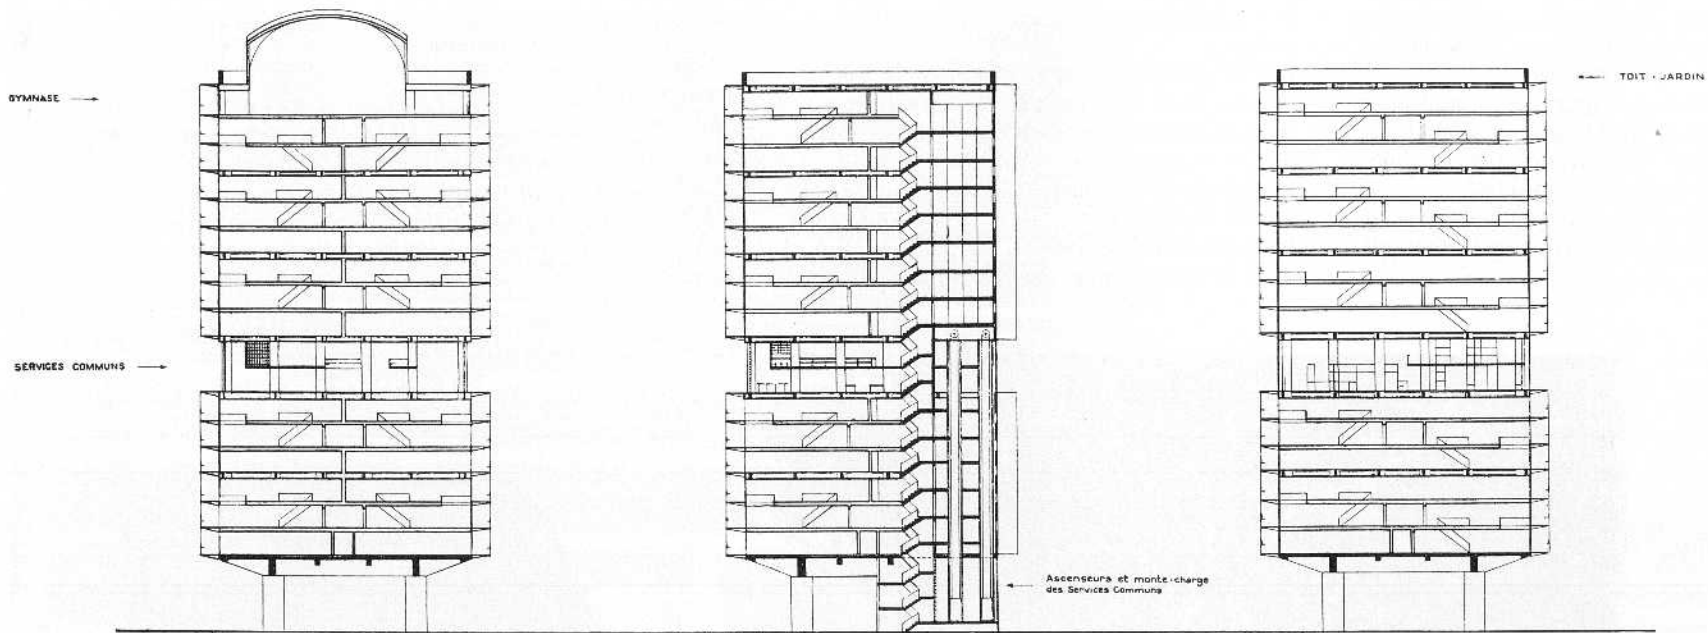 GYMNASE
TOIT-JARDIN
SERVICES COMMUNS
Ascenseurs et monte-charge
des Services Communs